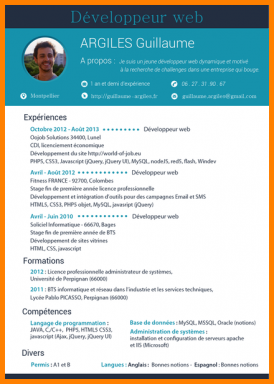 Développeur web
ARGILES Guillaume
A propos : Je suis un jeune développeur web dynamique et motivé
à la recherche de challenges dans une entreprise qui bouge
1 an et demi d'expérience
06 27 31 80 67
Montpellier
http://guillaume-argiles.fr
guillaume.argiles@gmail.com
Expériences
Octobre 2012 - Août 2013 Développeur web
Oxjob Solutions 34400, Lunel
CDI, licenciement économique
Développement du site http://world-of-job.eu
PHP5, CSS3, Javascript (jQuery, jQuery UI), MySQL, nodeJS, redS, flash, Windev
Avril - Août 2012 Développeur web
Fitness FRANCE - 92700, Colombes
Stage fin de première année licence professionnelle
Développement et intégration d'outils pour des campagnes Email et SMS
HTML5, CSS3, PHP5 objet, MySQL, javascript (jQuery)
Avril - Juin 2010 Développeur web
Soliciel Informatique - 66670, Bages
Stage fin de première année de BTS
Développement de sites vitrines
HTML, CSS, javascript
Formations
2012 : Licence professionnelle administrateur de systèmes,
Université de Perpignan (66000)
2011 : BTS informatique et réseaux dans l'industrie et les services techniques,
Lycée Pablo PICASSO, Perpignan (66000)
Compétences
Langage de programmation :
JAVA, C,/C++, PHP5, HTML5 CSS3,
javascript (Ajax, jQuery, jQuery UI)
Base de données : MySQL, MSSQL, Oracle (notions)
Administration de systèmes :
installation et configuration de serveurs apache
et IIS (Microsoft)
Divers
Permis : A1 et B
Langues : Anglais : Bonnes notions - Espagnol : Bonnes notions